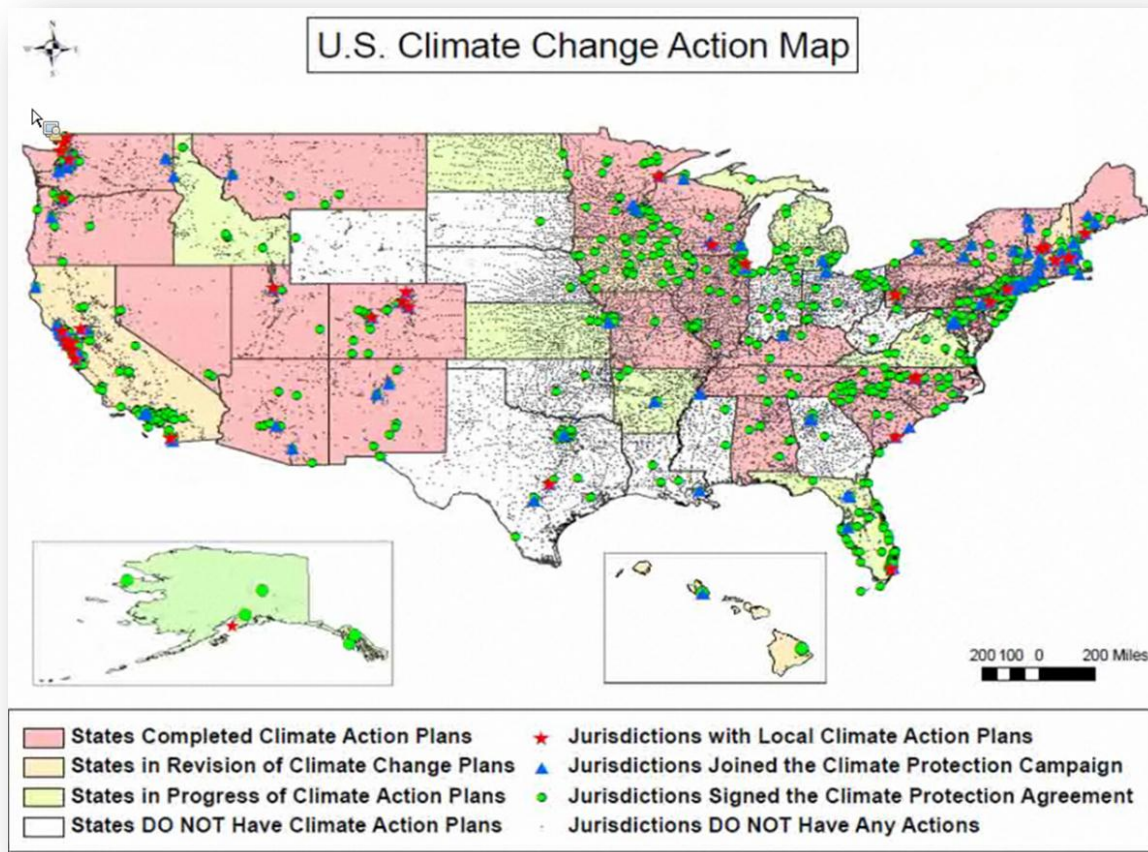 N
W E
S
U.S. Climate Change Action Map
200 100 0 200 Miles
States Completed Climate Action Plans
States in Revision of Climate Change Plans
States in Progress of Climate Action Plans
States DO NOT Have Climate Action Plans
Jurisdictions with Local Climate Action Plans
Jurisdictions Joined the Climate Protection Campaign
Jurisdictions Signed the Climate Protection Agreement
Jurisdictions DO NOT Have Any Actions